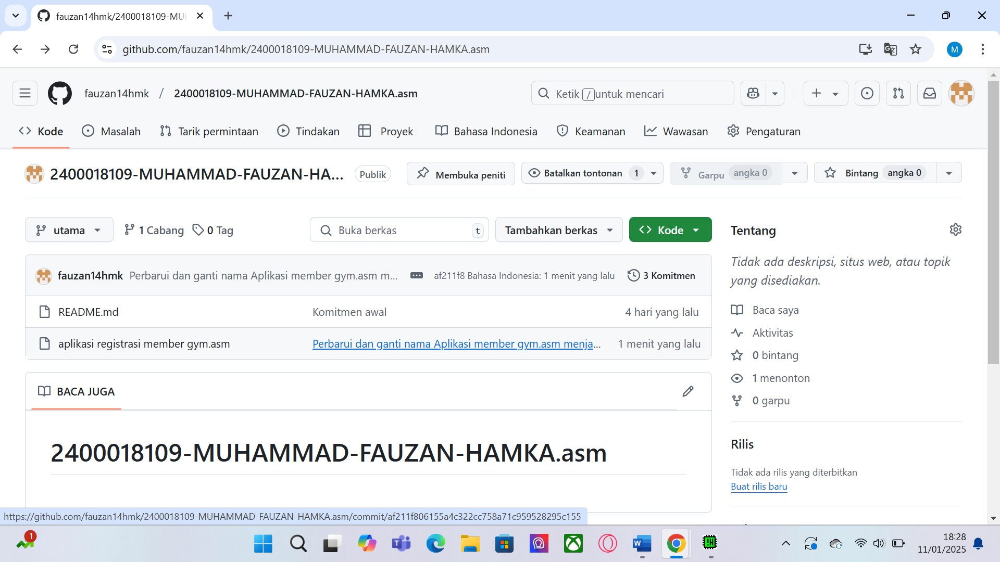 fauzan14hmk/2400018109-MU
github.com/fauzan14hmk/2400018109-MUHAMMAD-FAUZAN-HAMKA.asm
M
fauzan14hmk / 2400018109-MUHAMMAD-FAUZAN-HAMKA.asm
Ketik / untuk mencari
Kode Masalah Tarik permintaan Tindakan Proyek Bahasa Indonesia Keamanan Wawasan Pengaturan
2400018109-MUHAMMAD-FAUZAN-HA... Publik Membuka peniti Batalkan tontonan 1 Garpu angka 0 Bintang angka 0
utama 1 Cabang 0 Tag Buka berkas t Tambahkan berkas Kode
fauzan14hmk Perbarui dan ganti nama Aplikasi member gym.asm m... af211f8 Bahasa Indonesia: 1 menit yang lalu 3 Komitmen
README.md Komitmen awal 4 hari yang lalu
aplikasi registrasi member gym.asm Perbarui dan ganti nama Aplikasi member gym.asm menja... 1 menit yang lalu
BACA JUGA
2400018109-MUHAMMAD-FAUZAN-HAMKA.asm
Tentang
Tidak ada deskripsi, situs web, atau topik
yang disediakan.
Baca saya
Aktivitas
0 bintang
1 menonton
0 garpu
Rilis
Tidak ada rilis yang diterbitkan
Buat rilis baru
https://github.com/fauzan14hmk/2400018109-MUHAMMAD-FAUZAN-HAMKA.asm/commit/af211f806155a4c322cc758a71c959528295c155
1
18:28
11/01/2025